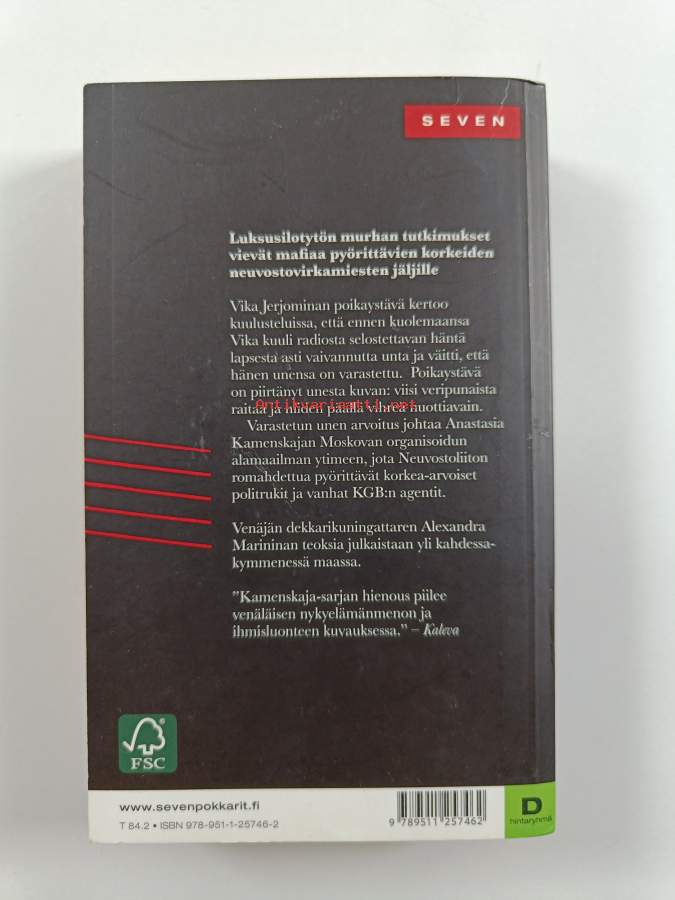 SEVEN
Luksusilotytön murhan tutkimukset
vievät mafiaa pyörittävien korkeiden
neuvostovirkamiesten jäljille
Vika Jerjominan poikaystävä kertoo
kuulusteluissa, että ennen kuolemaansa
Vika kuuli radiosta selostettavan häntä
lapsesta asti vaivannutta unta ja väitti, että
hänen unensa on varastettu. Poikaystävä
on piirtänyt unesta kuvan: viisi veripunaista
raitaa ja niiden päällä vihreä nuottiavain.
Antikvariaatti.net
Varastetun unen arvoitus johtaa Anastasia
Kamenskajan Moskovan organisoidun
alamaailman ytimeen, jota Neuvostoliiton
romahdettua pyörittävät korkea-arvoiset
politrukit ja vanhat KGB:n agentit.
Venäjän dekkarikuningattaren Alexandra
Marininan teoksia julkaistaan yli kahdessa-
kymmenessä maassa.
”Kamenskaja-sarjan hienous piilee
venäläisen nykyelämänmenon ja
ihmisluonteen kuvauksessa.” – Kaleva
FSC
www.sevenpokkarit.fi
T 84.2 • ISBN 978-951-1-25746-2
9 789511 257462
D
hintaryhmä